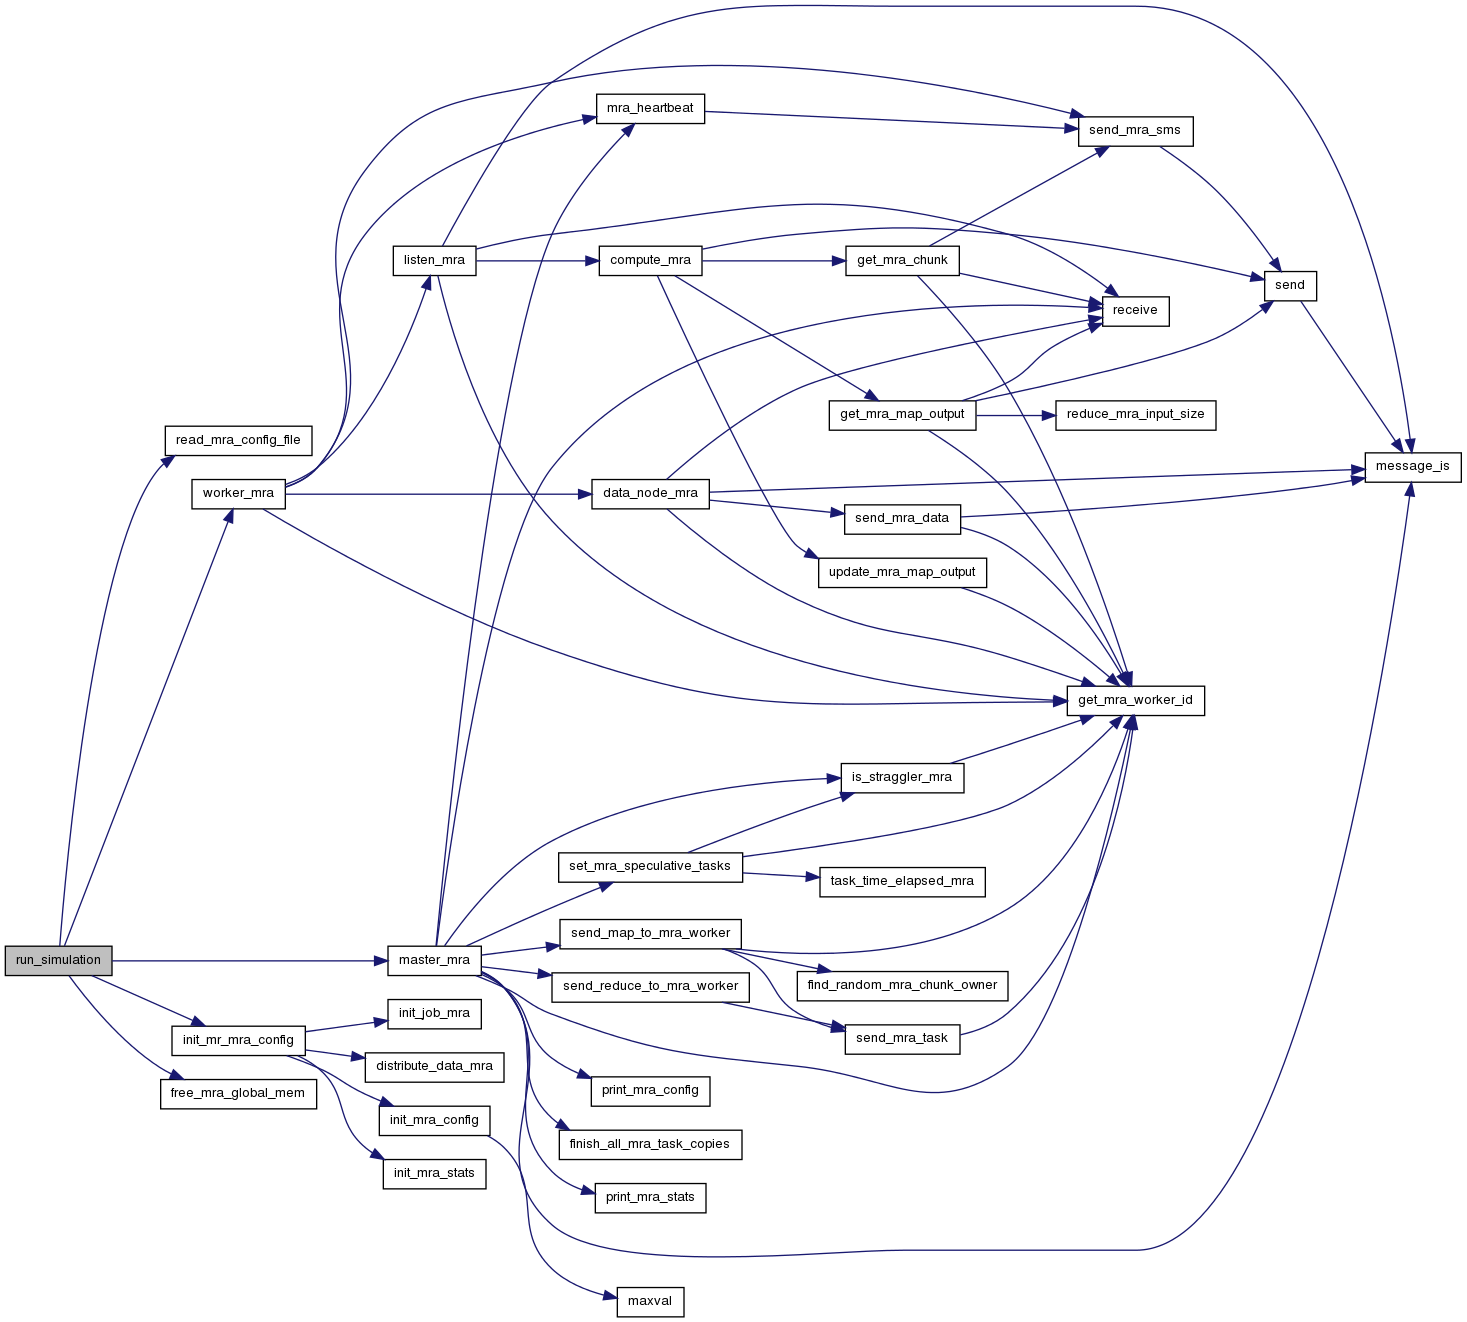 mra_heartbeat
send_mra_sms
listen_mra
compute_mra
get_mra_chunk
send
receive
get_mra_map_output
reduce_mra_input_size
read_mra_config_file
message_is
worker_mra
data_node_mra
send_mra_data
update_mra_map_output
get_mra_worker_id
is_straggler_mra
set_mra_speculative_tasks
task_time_elapsed_mra
send_map_to_mra_worker
run_simulation
master_mra
find_random_mra_chunk_owner
send_reduce_to_mra_worker
init_job_mra
init_mr_mra_config
send_mra_task
distribute_data_mra
free_mra_global_mem
print_mra_config
init_mra_config
finish_all_mra_task_copies
init_mra_stats
print_mra_stats
maxval